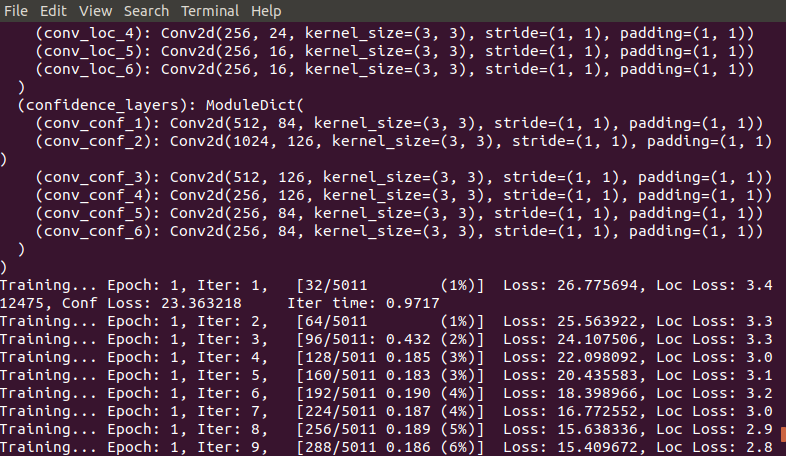 File Edit View Search Terminal Help
(conv_loc_4): Conv2d(256, 24, kernel_size=(3, 3), stride=(1, 1), padding=(1, 1))
(conv_loc_5): Conv2d(256, 16, kernel_size=(3, 3), stride=(1, 1), padding=(1, 1))
(conv_loc_6): Conv2d(256, 16, kernel_size=(3, 3), stride=(1, 1), padding=(1, 1))
)
(confidence_layers): ModuleDict(
(conv_conf_1): Conv2d(512, 84, kernel_size=(3, 3), stride=(1, 1), padding=(1, 1))
(conv_conf_2): Conv2d(1024, 126, kernel_size=(3, 3), stride=(1, 1), padding=(1, 1)
)
(conv_conf_3): Conv2d(512, 126, kernel_size=(3, 3), stride=(1, 1), padding=(1, 1))
(conv_conf_4): Conv2d(256, 126, kernel_size=(3, 3), stride=(1, 1), padding=(1, 1))
(conv_conf_5): Conv2d(256, 84, kernel_size=(3, 3), stride=(1, 1), padding=(1, 1))
(conv_conf_6): Conv2d(256, 84, kernel_size=(3, 3), stride=(1, 1), padding=(1, 1))
)
)
Training... Epoch: 1, Iter: 1, [32/5011 (1%)] Loss: 26.775694, Loc Loss: 3.4
12475, Conf Loss: 23.363218 Iter time: 0.9717
Training... Epoch: 1, Iter: 2, [64/5011 (1%)] Loss: 25.563922, Loc Loss: 3.3
Training... Epoch: 1, Iter: 3, [96/5011: 0.432 (2%)] Loss: 24.107506, Loc Loss: 3.3
Training... Epoch: 1, Iter: 4, [128/5011 0.185 (3%)] Loss: 22.098092, Loc Loss: 3.0
Training... Epoch: 1, Iter: 5, [160/5011 0.183 (3%)] Loss: 20.435583, Loc Loss: 3.1
Training... Epoch: 1, Iter: 6, [192/5011 0.190 (4%)] Loss: 18.398966, Loc Loss: 3.2
Training... Epoch: 1, Iter: 7, [224/5011 0.187 (4%)] Loss: 16.772552, Loc Loss: 3.0
Training... Epoch: 1, Iter: 8, [256/5011 0.189 (5%)] Loss: 15.638336, Loc Loss: 2.9
Training... Epoch: 1, Iter: 9, [288/5011 0.186 (6%)] Loss: 15.409672, Loc Loss: 2.8